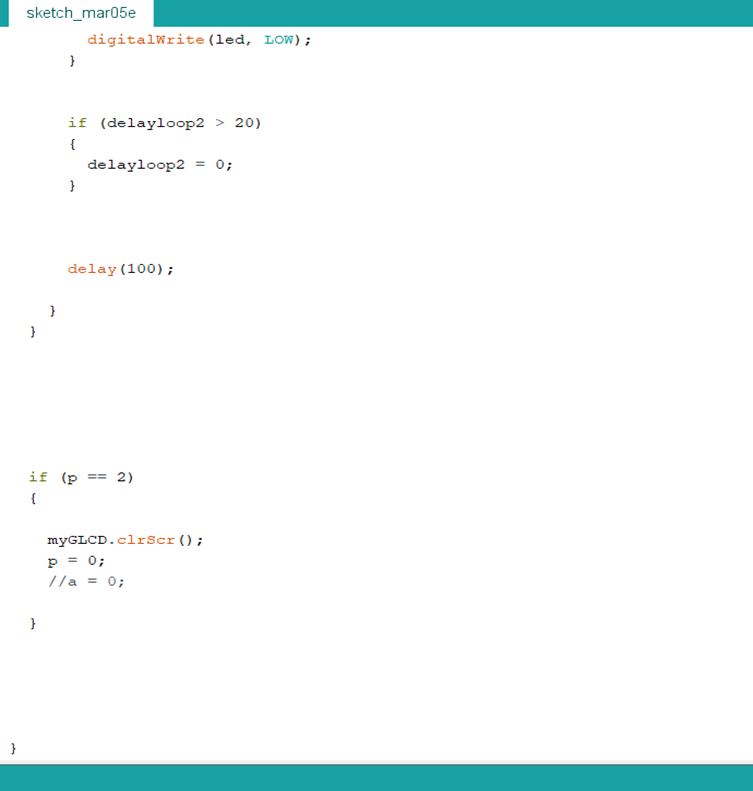 sketch_mar05e
digitalWrite(led, LOW);
}
if (delayloop2 > 20)
{
delayloop2 = 0;
}
delay(100);
}
}
if (p == 2)
{
myGLCD.clrScr();
p = 0;
//a = 0;
}
}